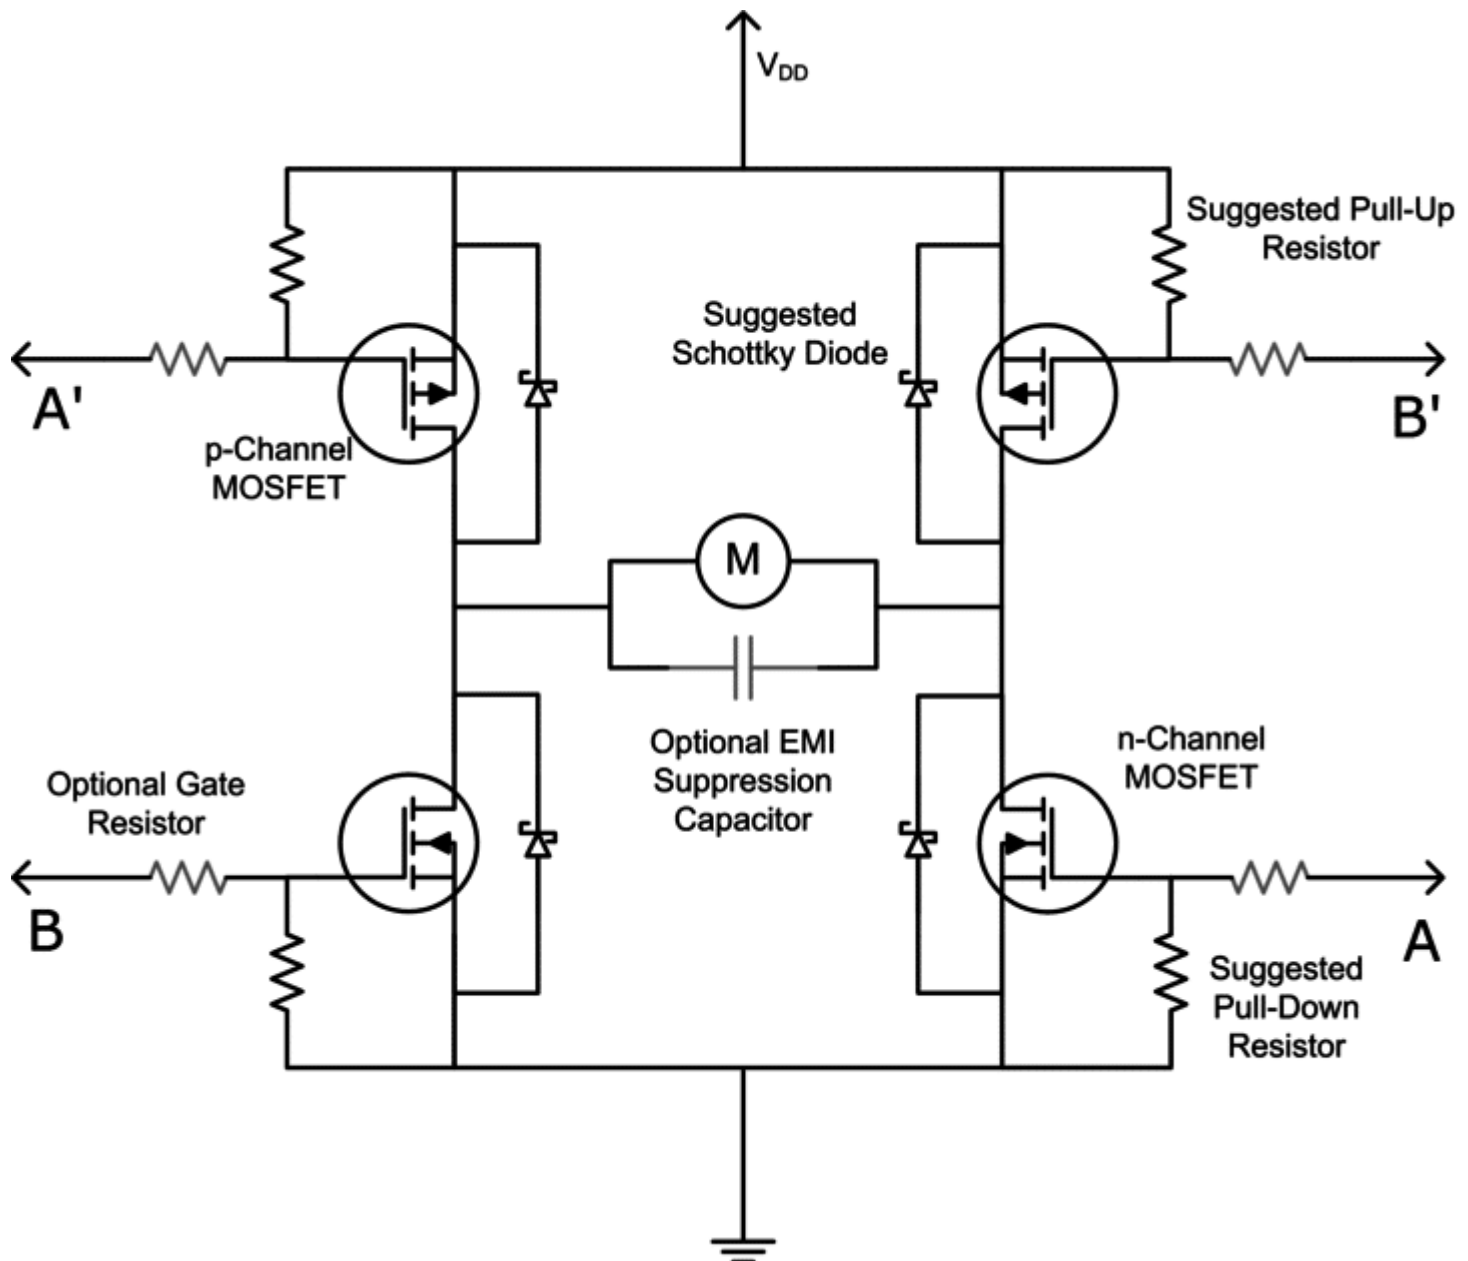 V_DD
Suggested Pull-Up
Resistor
Suggested
Schottky Diode
A'
B'
p-Channel
MOSFET
M
n-Channel
MOSFET
Optional EMI
Suppression
Capacitor
Optional Gate
Resistor
B
A
Suggested
Pull-Down
Resistor